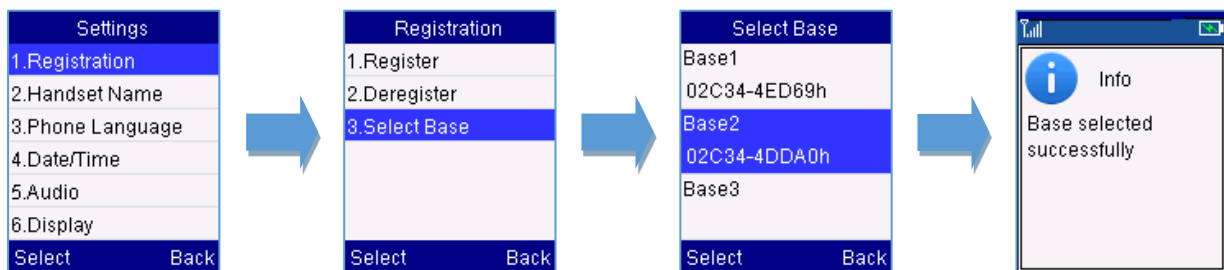 Settings
1.Registration
2.Handset Name
3.Phone Language
4.Date/Time
5.Audio
6.Display
Select Back
Registration
1.Register
2.Deregister
3.Select Base
Select Back
Select Base
Base1
02C34-4ED69h
Base2
02C34-4DDA0h
Base3
Select Back
Info
Base selected
successfully